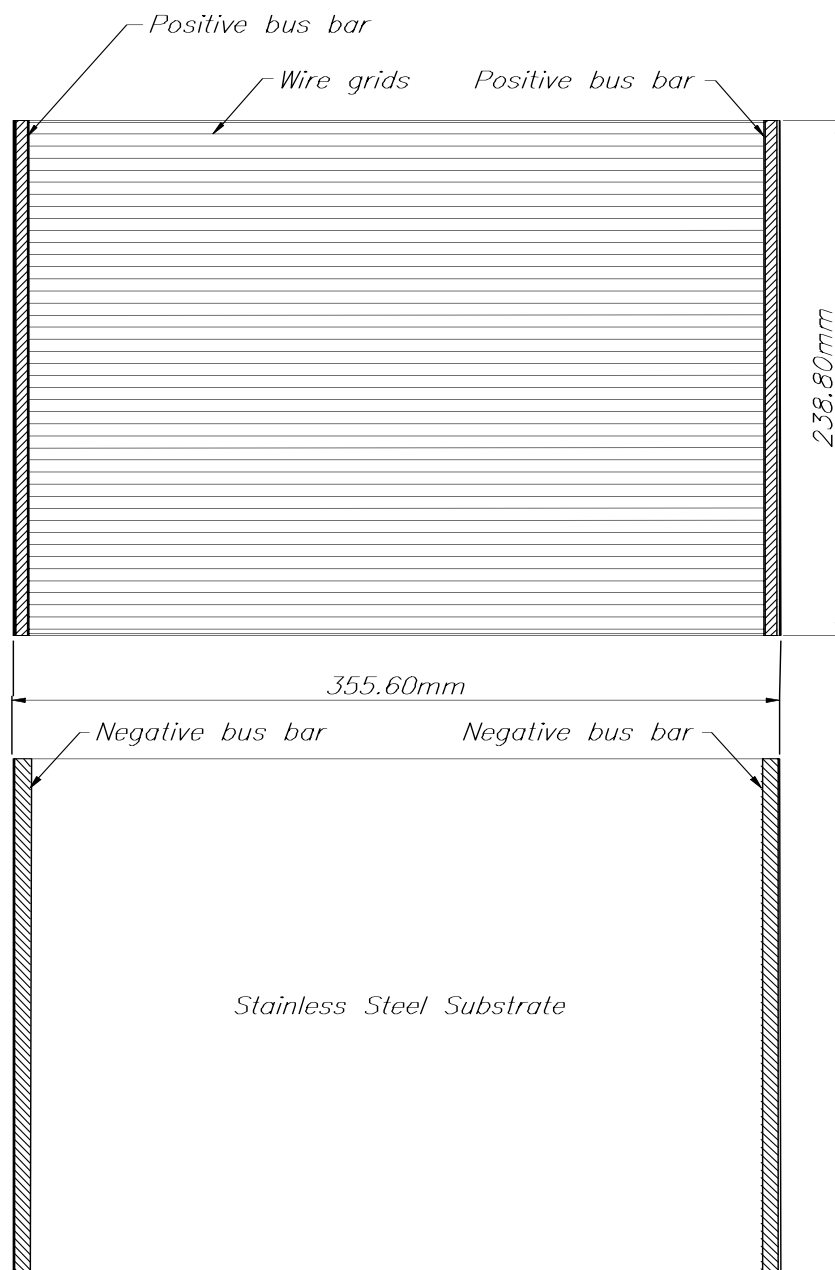 Positive bus bar
Wire grids
Positive bus bar
238.80mm
355.60mm
Negative bus bar
Negative bus bar
Stainless Steel Substrate